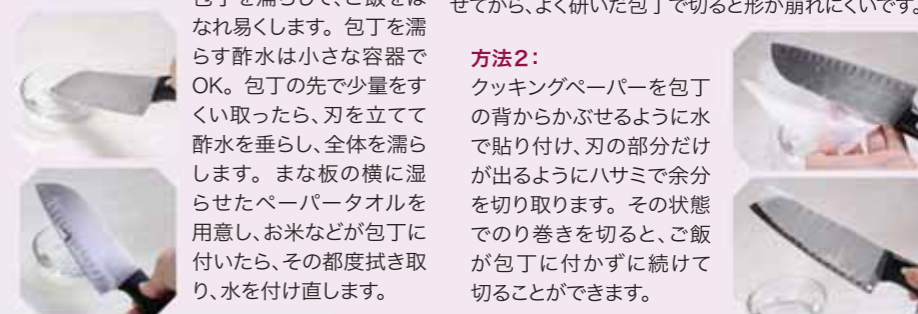 包丁を濡らして、ご飯をは
なれ易くします。包丁を濡
らす酢水は小さな容器で
OK。包丁の先で少量をす
くい取ったら、刃を立てて
酢水を垂らし、全体を濡ら
します。まな板の横に湿
らせたペーパータオルを
用意し、お米などが包丁に
付いたら、その都度拭き取
り、水を付け直します。
せてから、よく研いだ包丁で切ると形が崩れにくいです。
方法2：
クッキングペーパーを包丁
の背からかぶせるように水
で貼り付け、刃の部分だけ
が出るようにハサミで余分
を切り取ります。その状態
でのり巻きを切ると、ご飯
が包丁に付かずに続けて
切ることができます。